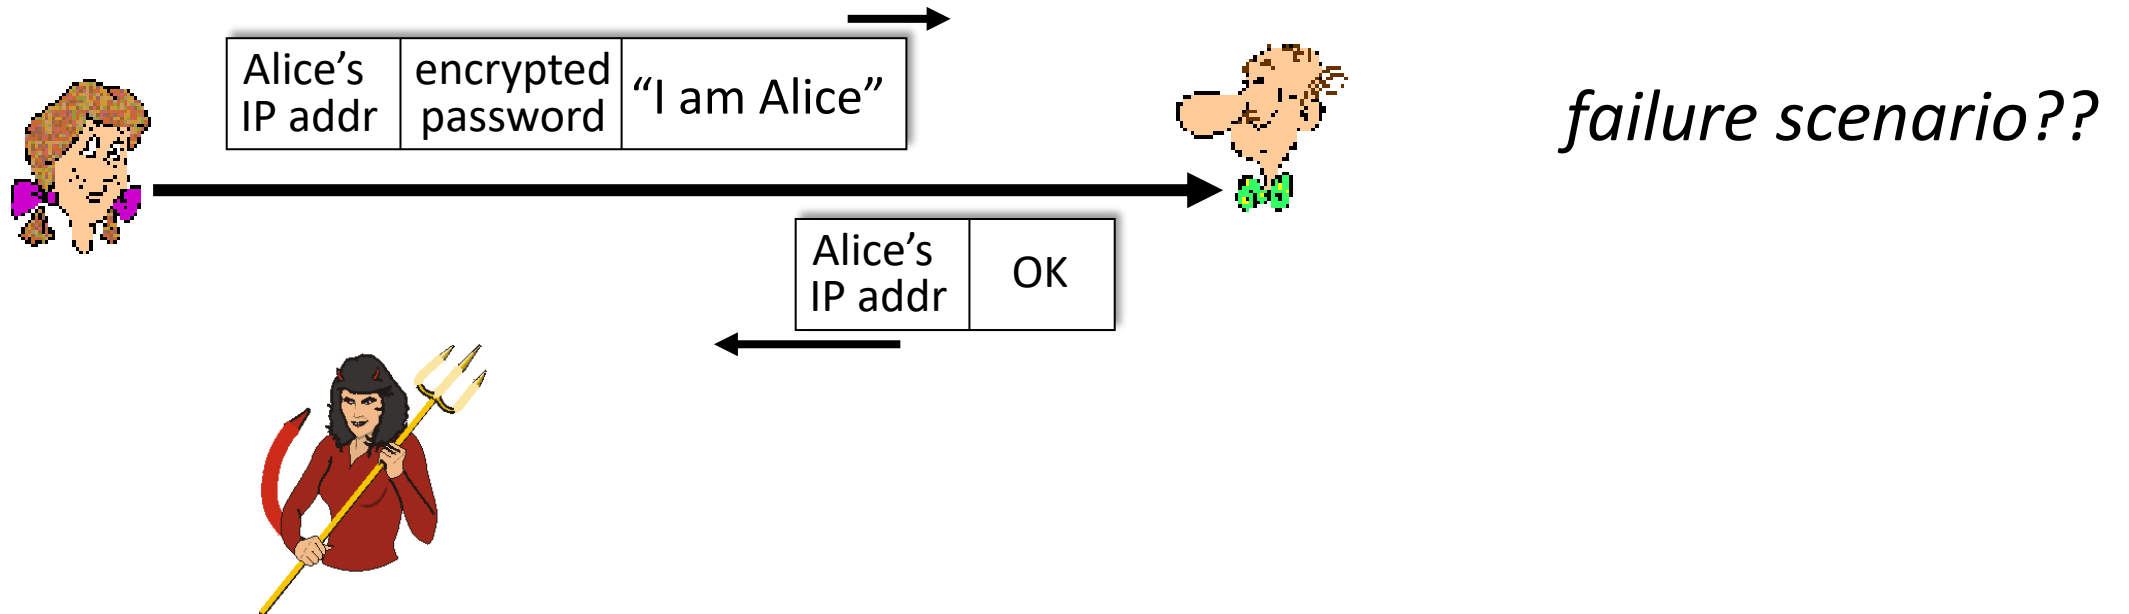 Alice’s
IP addr
encrypted
password
“I am Alice”
failure scenario??
Alice’s
IP addr
OK